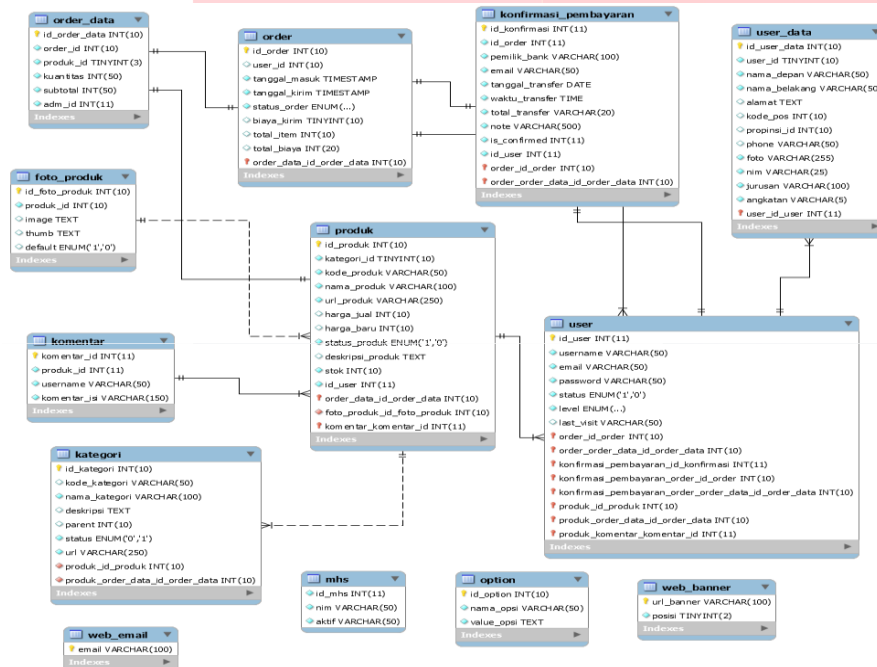 order_data
id_order_data INT(10)
order_id INT(10)
produk_id TINYINT(3)
kuantitas INT(50)
subtotal INT(50)
adm_id INT(11)
Indexes
order
id_order INT(10)
user_id INT(10)
tanggal_masuk TIMESTAMP
tanggal_kirim TIMESTAMP
status_order ENUM(...)
biaya_kirim TINYINT(10)
total_item INT(10)
total_biaya INT(20)
order_data_id_order_data INT(10)
Indexes
konfirmasi_pembayaran
id_konfirmasi INT(11)
id_order INT(11)
pemilik_bank VARCHAR(100)
email VARCHAR(50)
tanggal_transfer DATE
waktu_transfer TIME
total_transfer VARCHAR(20)
note VARCHAR(500)
is_confirmed INT(11)
id_user INT(11)
order_id_order INT(10)
order_order_data_id_order_data INT(10)
Indexes
user_data
id_user_data INT(10)
user_id TINYINT(10)
nama_depan VARCHAR(50)
nama_belakang VARCHAR(50)
alamat TEXT
kode_pos INT(10)
propinsi_id INT(10)
phone VARCHAR(50)
foto VARCHAR(255)
nim VARCHAR(25)
jurusan VARCHAR(100)
angkatan VARCHAR(5)
user_id_user INT(11)
Indexes
foto_produk
id_foto_produk INT(10)
produk_id INT(10)
image TEXT
thumb TEXT
default ENUM('1','0')
Indexes
produk
id_produk INT(10)
kategori_id TINYINT(10)
kode_produk VARCHAR(50)
nama_produk VARCHAR(100)
url_produk VARCHAR(250)
harga_jual INT(10)
harga_baru INT(10)
status_produk ENUM('1','0')
deskripsi_produk TEXT
stok INT(10)
id_user INT(11)
order_data_id_order_data INT(10)
foto_produk_id_foto_produk INT(10)
komentar_komentar_id INT(11)
Indexes
komentar
komentar_id INT(11)
produk_id INT(11)
username VARCHAR(50)
komentar_isi VARCHAR(150)
Indexes
user
id_user INT(11)
username VARCHAR(50)
email VARCHAR(50)
password VARCHAR(50)
status ENUM('1','0')
level ENUM(...)
last_visit VARCHAR(50)
order_id_order INT(10)
order_order_data_id_order_data INT(10)
konfirmasi_pembayaran_id_konfirmasi INT(11)
konfirmasi_pembayaran_order_id_order INT(10)
konfirmasi_pembayaran_order_order_data_id_order_data INT(10)
produk_id_produk INT(10)
produk_order_data_id_order_data INT(10)
produk_komentar_komentar_id INT(11)
Indexes
kategori
id_kategori INT(10)
kode_kategori VARCHAR(50)
nama_kategori VARCHAR(100)
deskripsi TEXT
parent INT(10)
status ENUM('0','1')
url VARCHAR(250)
produk_id_produk INT(10)
produk_order_data_id_order_data INT(10)
Indexes
mhs
id_mhs INT(11)
nim VARCHAR(50)
aktif VARCHAR(50)
Indexes
option
id_option INT(10)
nama_opsi VARCHAR(50)
value_opsi TEXT
Indexes
web_banner
url_banner VARCHAR(100)
posisi TINYINT(2)
Indexes
web_email
email VARCHAR(100)
Indexes